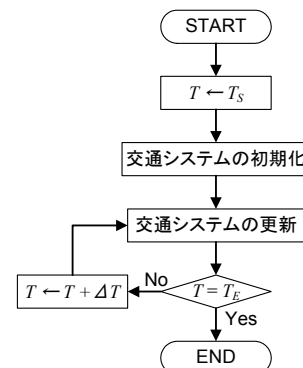 START
T ← T_S
交通システムの初期化
交通システムの更新
No
T ← T + ΔT
T = T_E
Yes
END